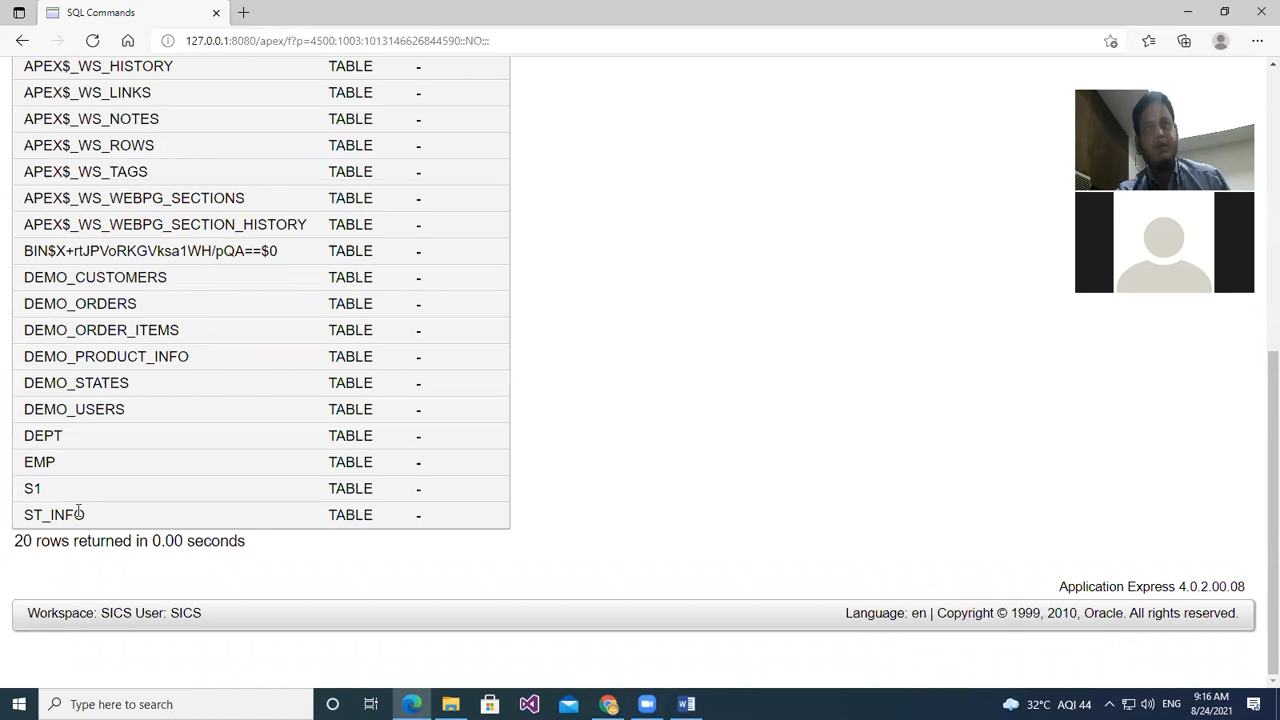 SQL Commands
127.0.0.1:8080/apex/f?p=4500:1003:1013146626844590::NO:::
APEX$_WS_HISTORY TABLE -
APEX$_WS_LINKS TABLE -
APEX$_WS_NOTES TABLE -
APEX$_WS_ROWS TABLE -
APEX$_WS_TAGS TABLE -
APEX$_WS_WEBPG_SECTIONS TABLE -
APEX$_WS_WEBPG_SECTION_HISTORY TABLE -
BIN$X+rtJPVoRKGVksa1WH/pQA==$0 TABLE -
DEMO_CUSTOMERS TABLE -
DEMO_ORDERS TABLE -
DEMO_ORDER_ITEMS TABLE -
DEMO_PRODUCT_INFO TABLE -
DEMO_STATES TABLE -
DEMO_USERS TABLE -
DEPT TABLE -
EMP TABLE -
S1 TABLE -
ST_INFO TABLE -
20 rows returned in 0.00 seconds
Application Express 4.0.2.00.08
Workspace: SICS User: SICS Language: en | Copyright © 1999, 2010, Oracle. All rights reserved.
Type here to search 32°C AQI 44 ENG 9:16 AM
8/24/2021